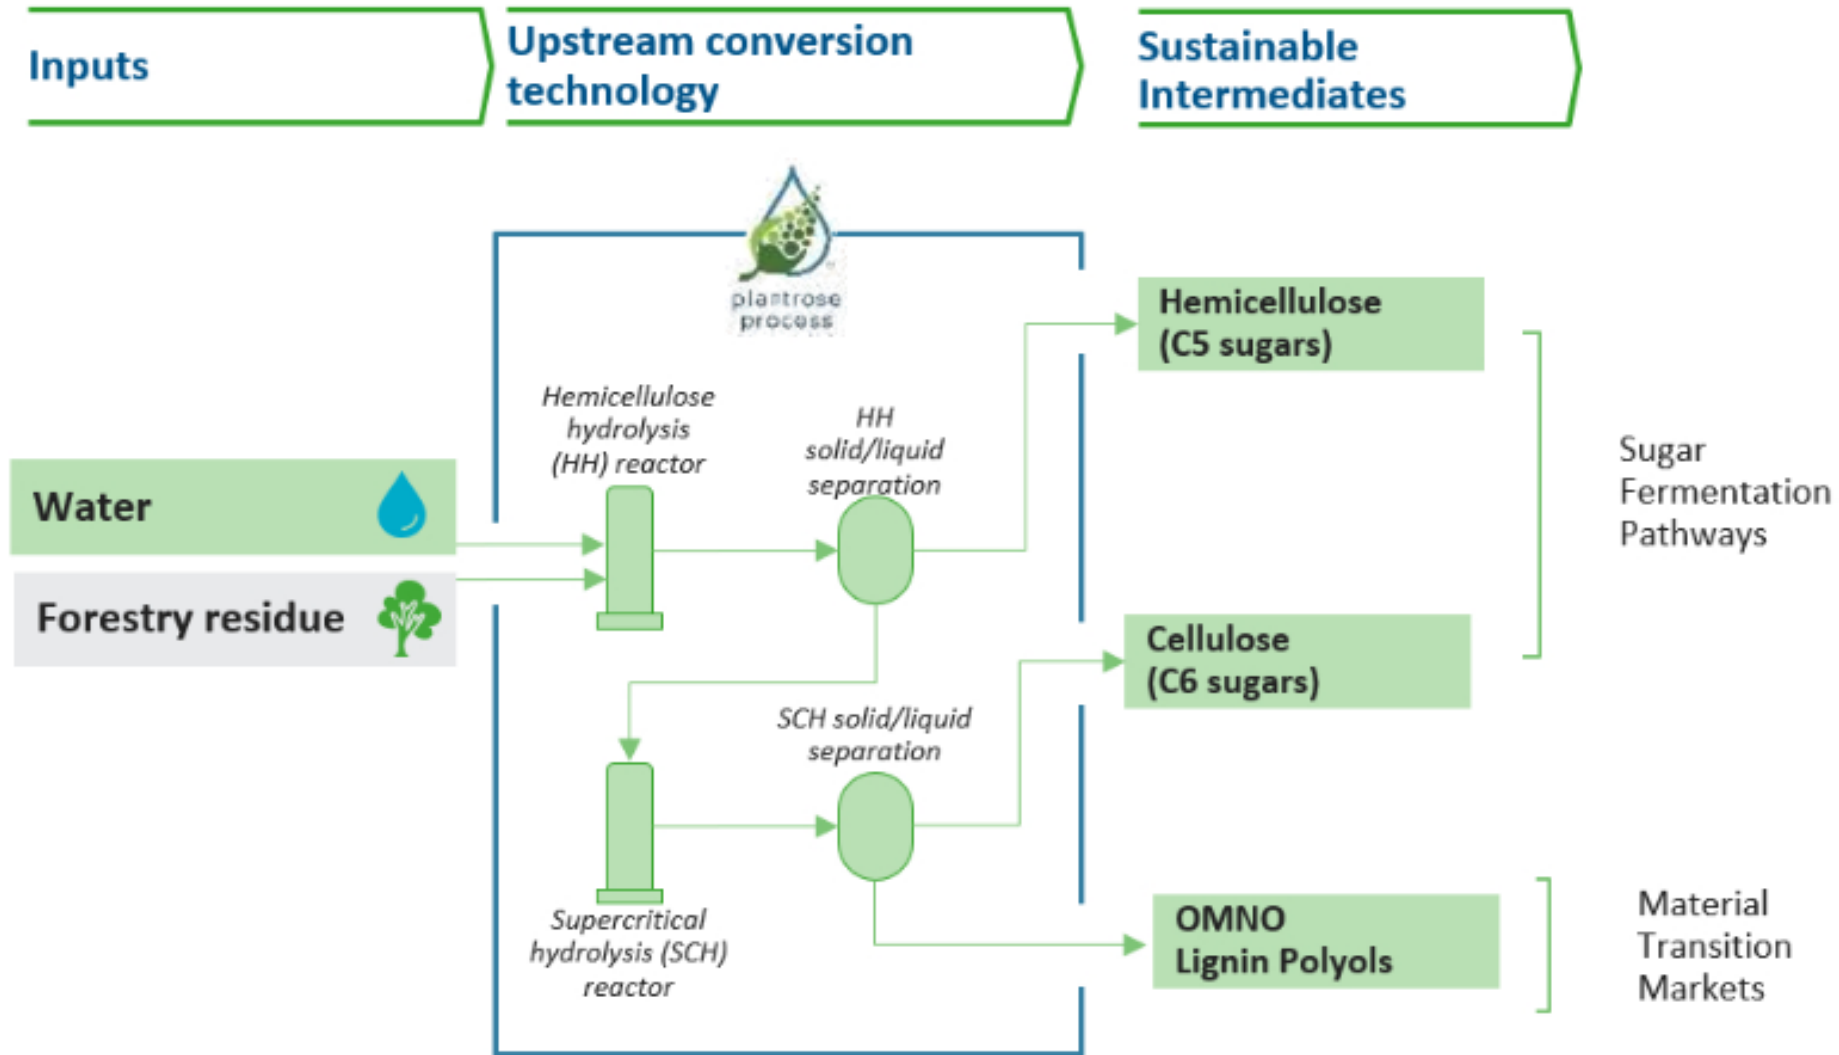 Inputs
Upstream conversion
technology
Sustainable
Intermediates
plantrose
process
Hemicellulose
hydrolysis
(HH) reactor
HH
solid/liquid
separation
Hemicellulose
(C5 sugars)
Water
Forestry residue
Sugar
Fermentation
Pathways
Cellulose
(C6 sugars)
SCH solid/liquid
separation
Supercritical
hydrolysis (SCH)
reactor
OMNO
Lignin Polyols
Material
Transition
Markets